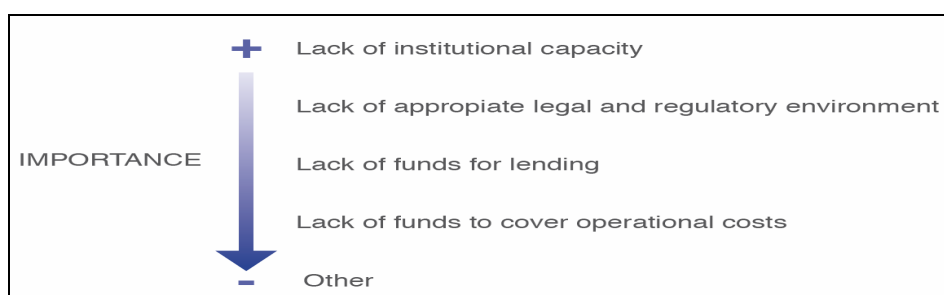 + Lack of institutional capacity
Lack of appropiate legal and regulatory environment
IMPORTANCE Lack of funds for lending
Lack of funds to cover operational costs
- Other